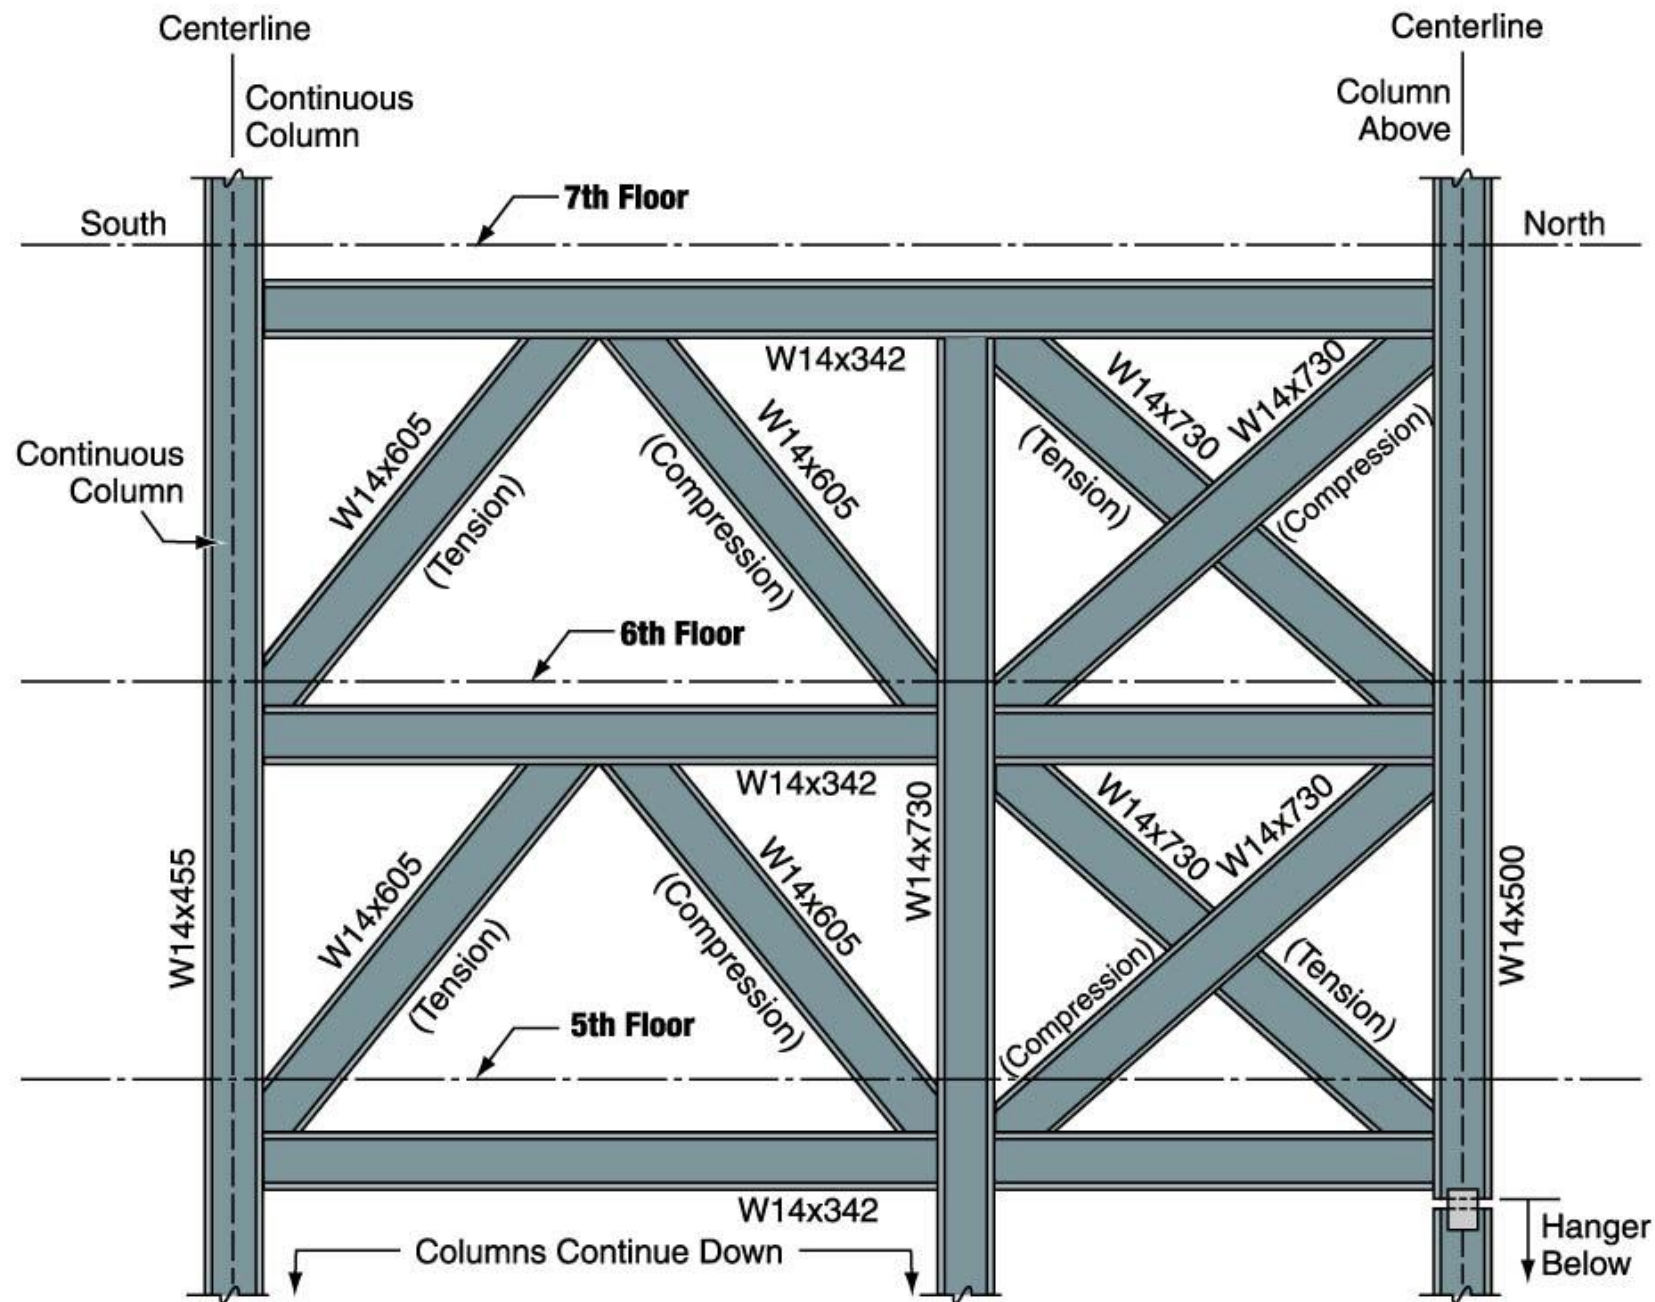 Centerline
Centerline
Continuous
Column
Column
Above
7th Floor
South
North
W14x342
W14x605
(Tension)
(Compression)
W14x605
W14x730
(Tension)
W14x730
(Compression)
Continuous
Column
6th Floor
W14x342
W14x730
W14x605
(Tension)
(Compression)
W14x605
W14x730
W14x730
(Compression)
(Tension)
W14x455
W14x500
5th Floor
W14x342
Columns Continue Down
Hanger
Below